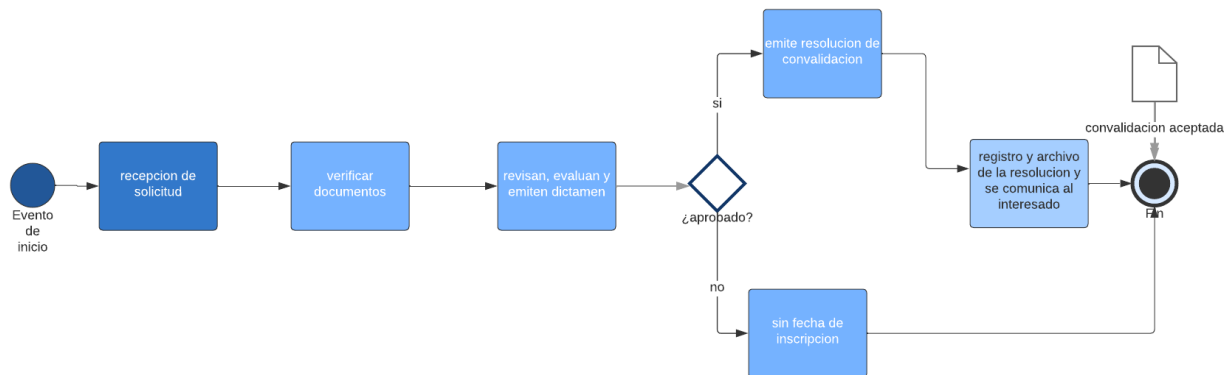 Evento
de
inicio
recepcion de
solicitud
verificar
documentos
revisan, evaluan y
emiten dictamen
¿aprobado?
si
emite resolucion de
convalidacion
no
sin fecha de
inscripcion
registro y archivo
de la resolucion y
se comunica al
interesado
convalidacion aceptada
Fin